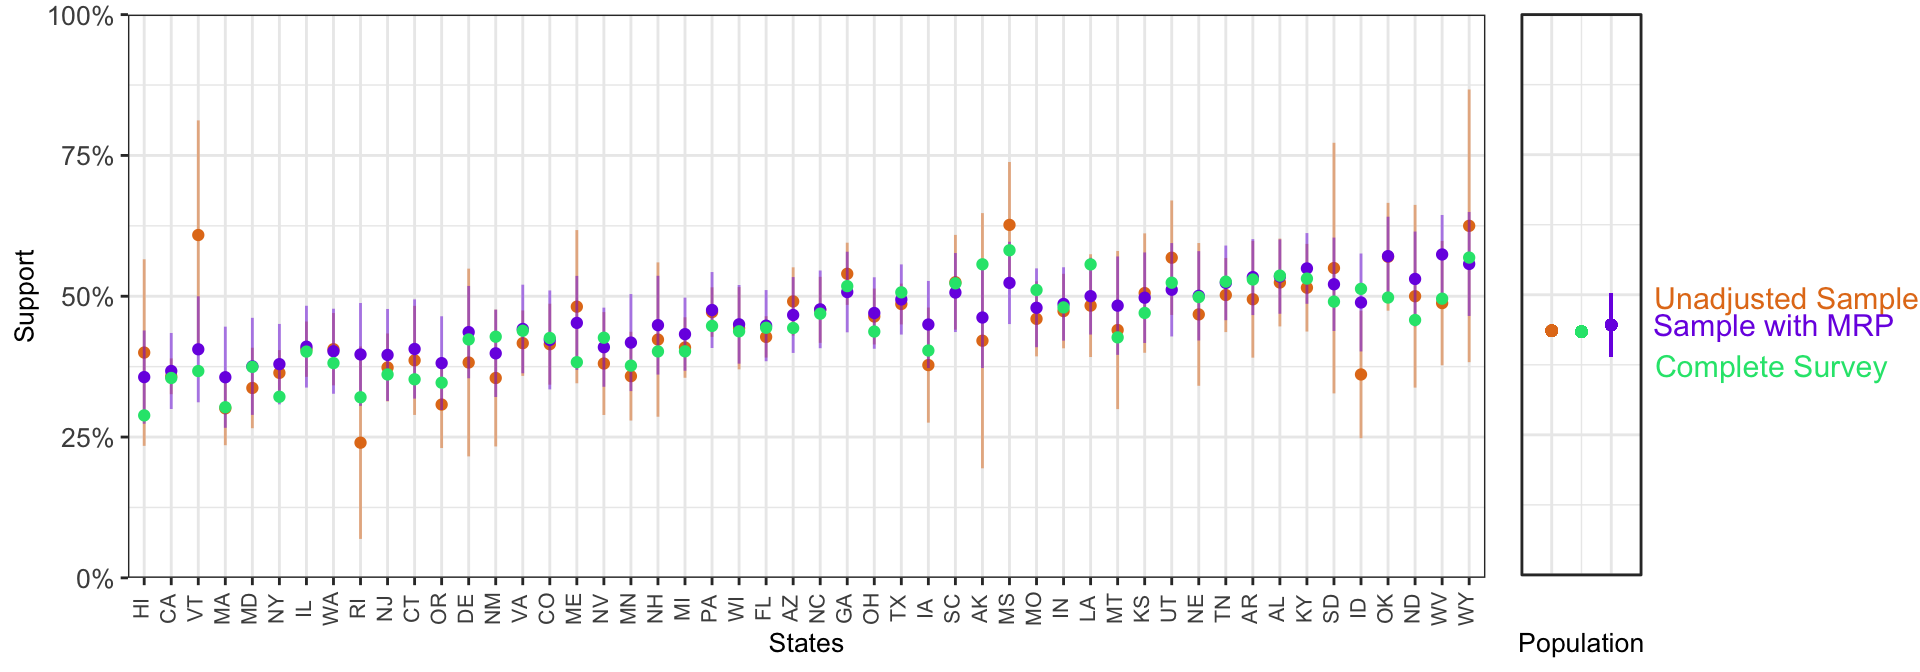 100%
75%
50%
25%
0%
Support
HI CA VT MA MD NY IL WA RI NJ CT OR DE NM VA CO ME NV MN NH MI PA WI FL AZ NC GA OH TX IA SC AK MS MO IN LA MT KS UT NE TN AR AL KY SD ID OK ND WV WY
States
Population
Unadjusted Sample
Sample with MRP
Complete Survey